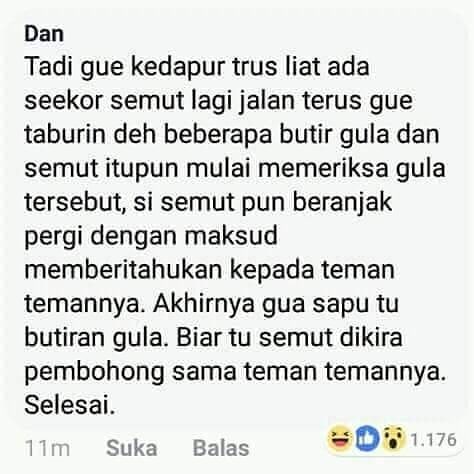 Dan
Tadi gue kedapur trus liat ada
seekor semut lagi jalan terus gue
taburin deh beberapa butir gula dan
semut itupun mulai memeriksa gula
tersebut, si semut pun beranjak
pergi dengan maksud
memberitahukan kepada teman
temannya. Akhirnya gua sapu tu
butiran gula. Biar tu semut dikira
pembohong sama teman temannya.
Selesai.
11m Suka Balas 1.176